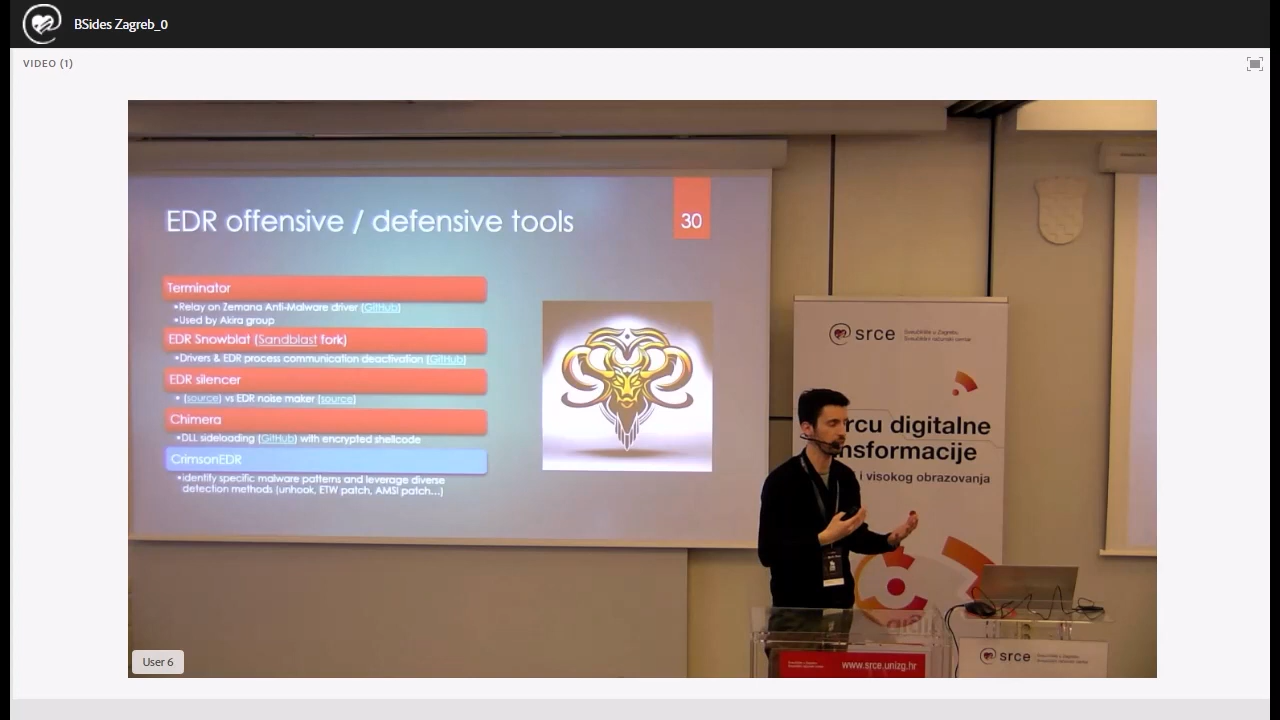 BSides Zagreb_0
VIDEO (1)
EDR offensive / defensive tools
30
Terminator
•Relay on Zemana Anti-Malware driver (GitHub)
•Used by Akira group
EDR Snowblat (Sandblast fork)
•Drivers & EDR process communication deactivation (GitHub)
EDR silencer
• (source) vs EDR noise maker (source)
Chimera
•DLL sideloading (GitHub) with encrypted shellcode
CrimsonEDR
•identify specific malware patterns and leverage diverse
detection methods (unhook, ETW patch, AMSI patch...)
srce
rcu digitalne
nsformacije
i visokog obrazovanja
User 6
www.srce.unizg.hr
srce